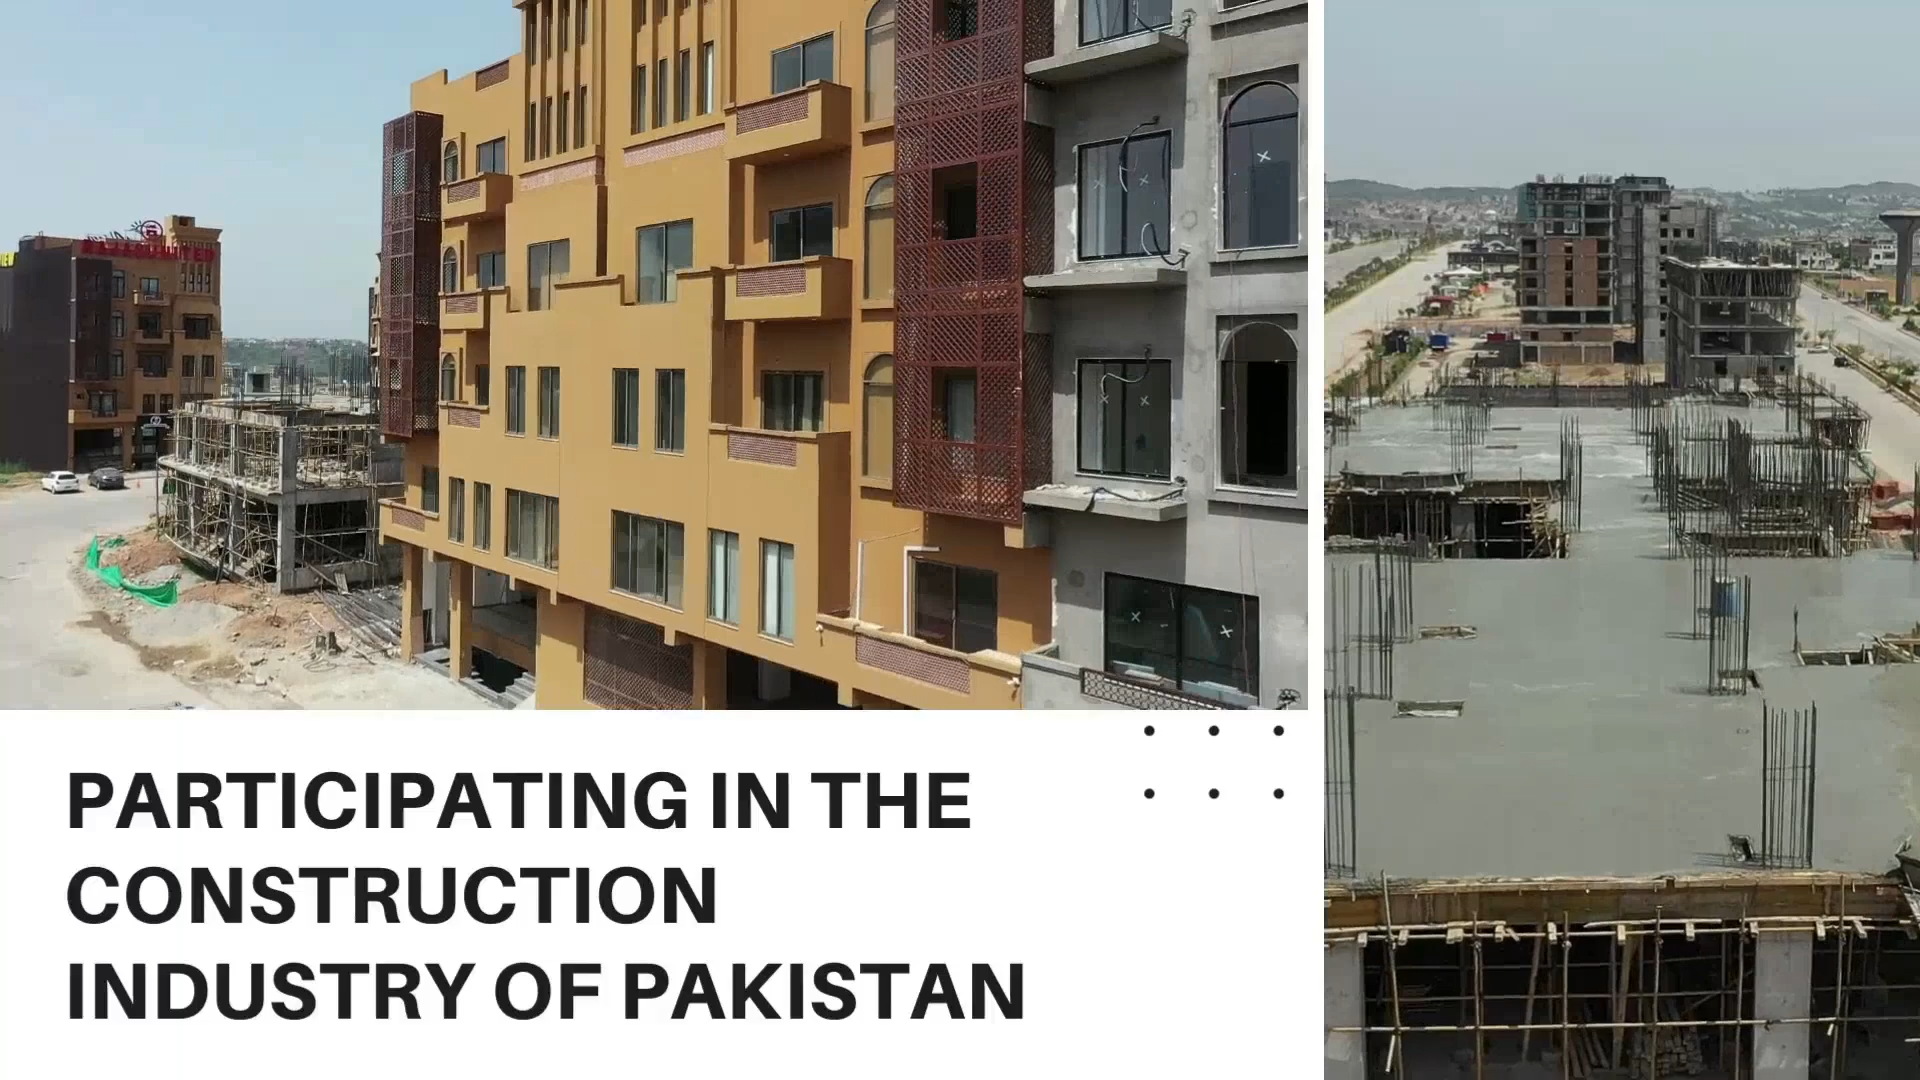 PARTICIPATING IN THE
CONSTRUCTION
INDUSTRY OF PAKISTAN